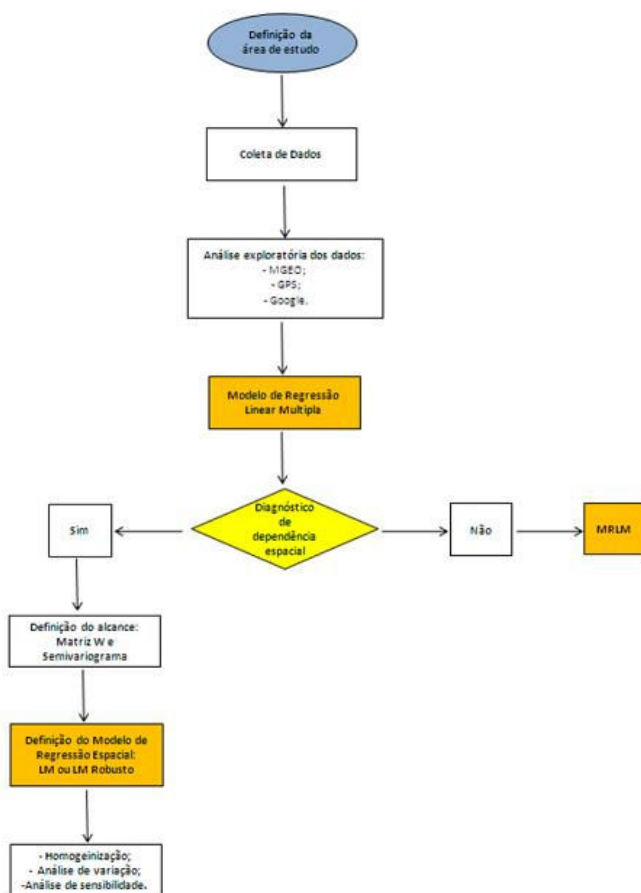 Definição da
área de estudo
Coleta de Dados
Análise exploratória dos dados:
- MGEO;
- GPS;
- Google.
Modelo de Regressão
Linear Multipla
Diagnóstico
de
dependência
espacial
Sim
Não
MRLM
Definição do alcance:
Matriz W e
Semivariograma
Definição do Modelo de
Regressão Espacial:
LM ou LM Robusto
- Homogeinização;
- Análise de variação;
-Análise de sensibilidade.